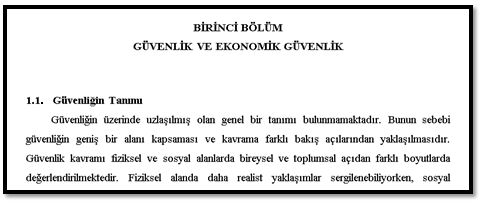 BİRİNCİ BÖLÜM
GÜVENLİK VE EKONOMİK GÜVENLİK
1.1. Güvenliğin Tanımı
Güvenliğin üzerinde uzlaşılmış olan genel bir tanımı bulunmamaktadır. Bunun sebebi
güvenliğin geniş bir alanı kapsaması ve kavrama farklı bakış açılarından yaklaşılmasıdır.
Güvenlik kavramı fiziksel ve sosyal alanlarda bireysel ve toplumsal açıdan farklı boyutlarda
değerlendirilmektedir. Fiziksel alanda daha realist yaklaşımlar sergilenebiliyorken, sosyal